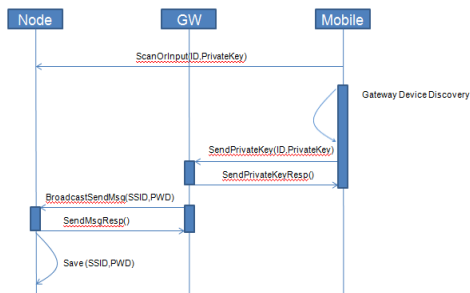 Node
GW
Mobile
ScanOrInput(ID,PrivateKey)
Gateway Device Discovery
SendPrivateKey(ID,PrivateKey)
SendPrivateKeyResp()
BroadcastSendMsg(SSID,PWD)
SendMsgResp()
Save (SSID,PWD)